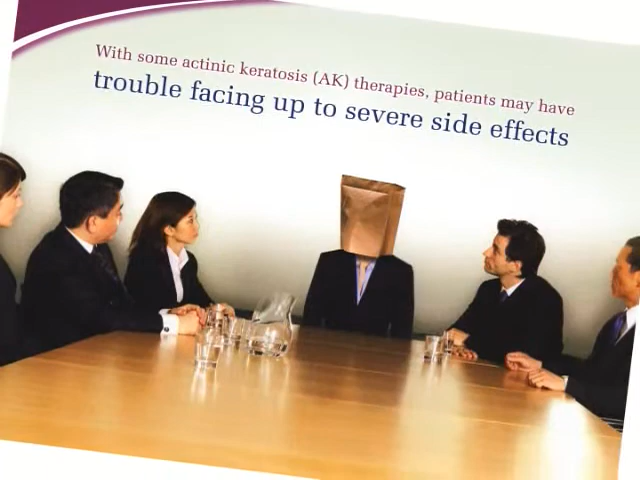 With some actinic keratosis (AK) therapies, patients may have
trouble facing up to severe side effects